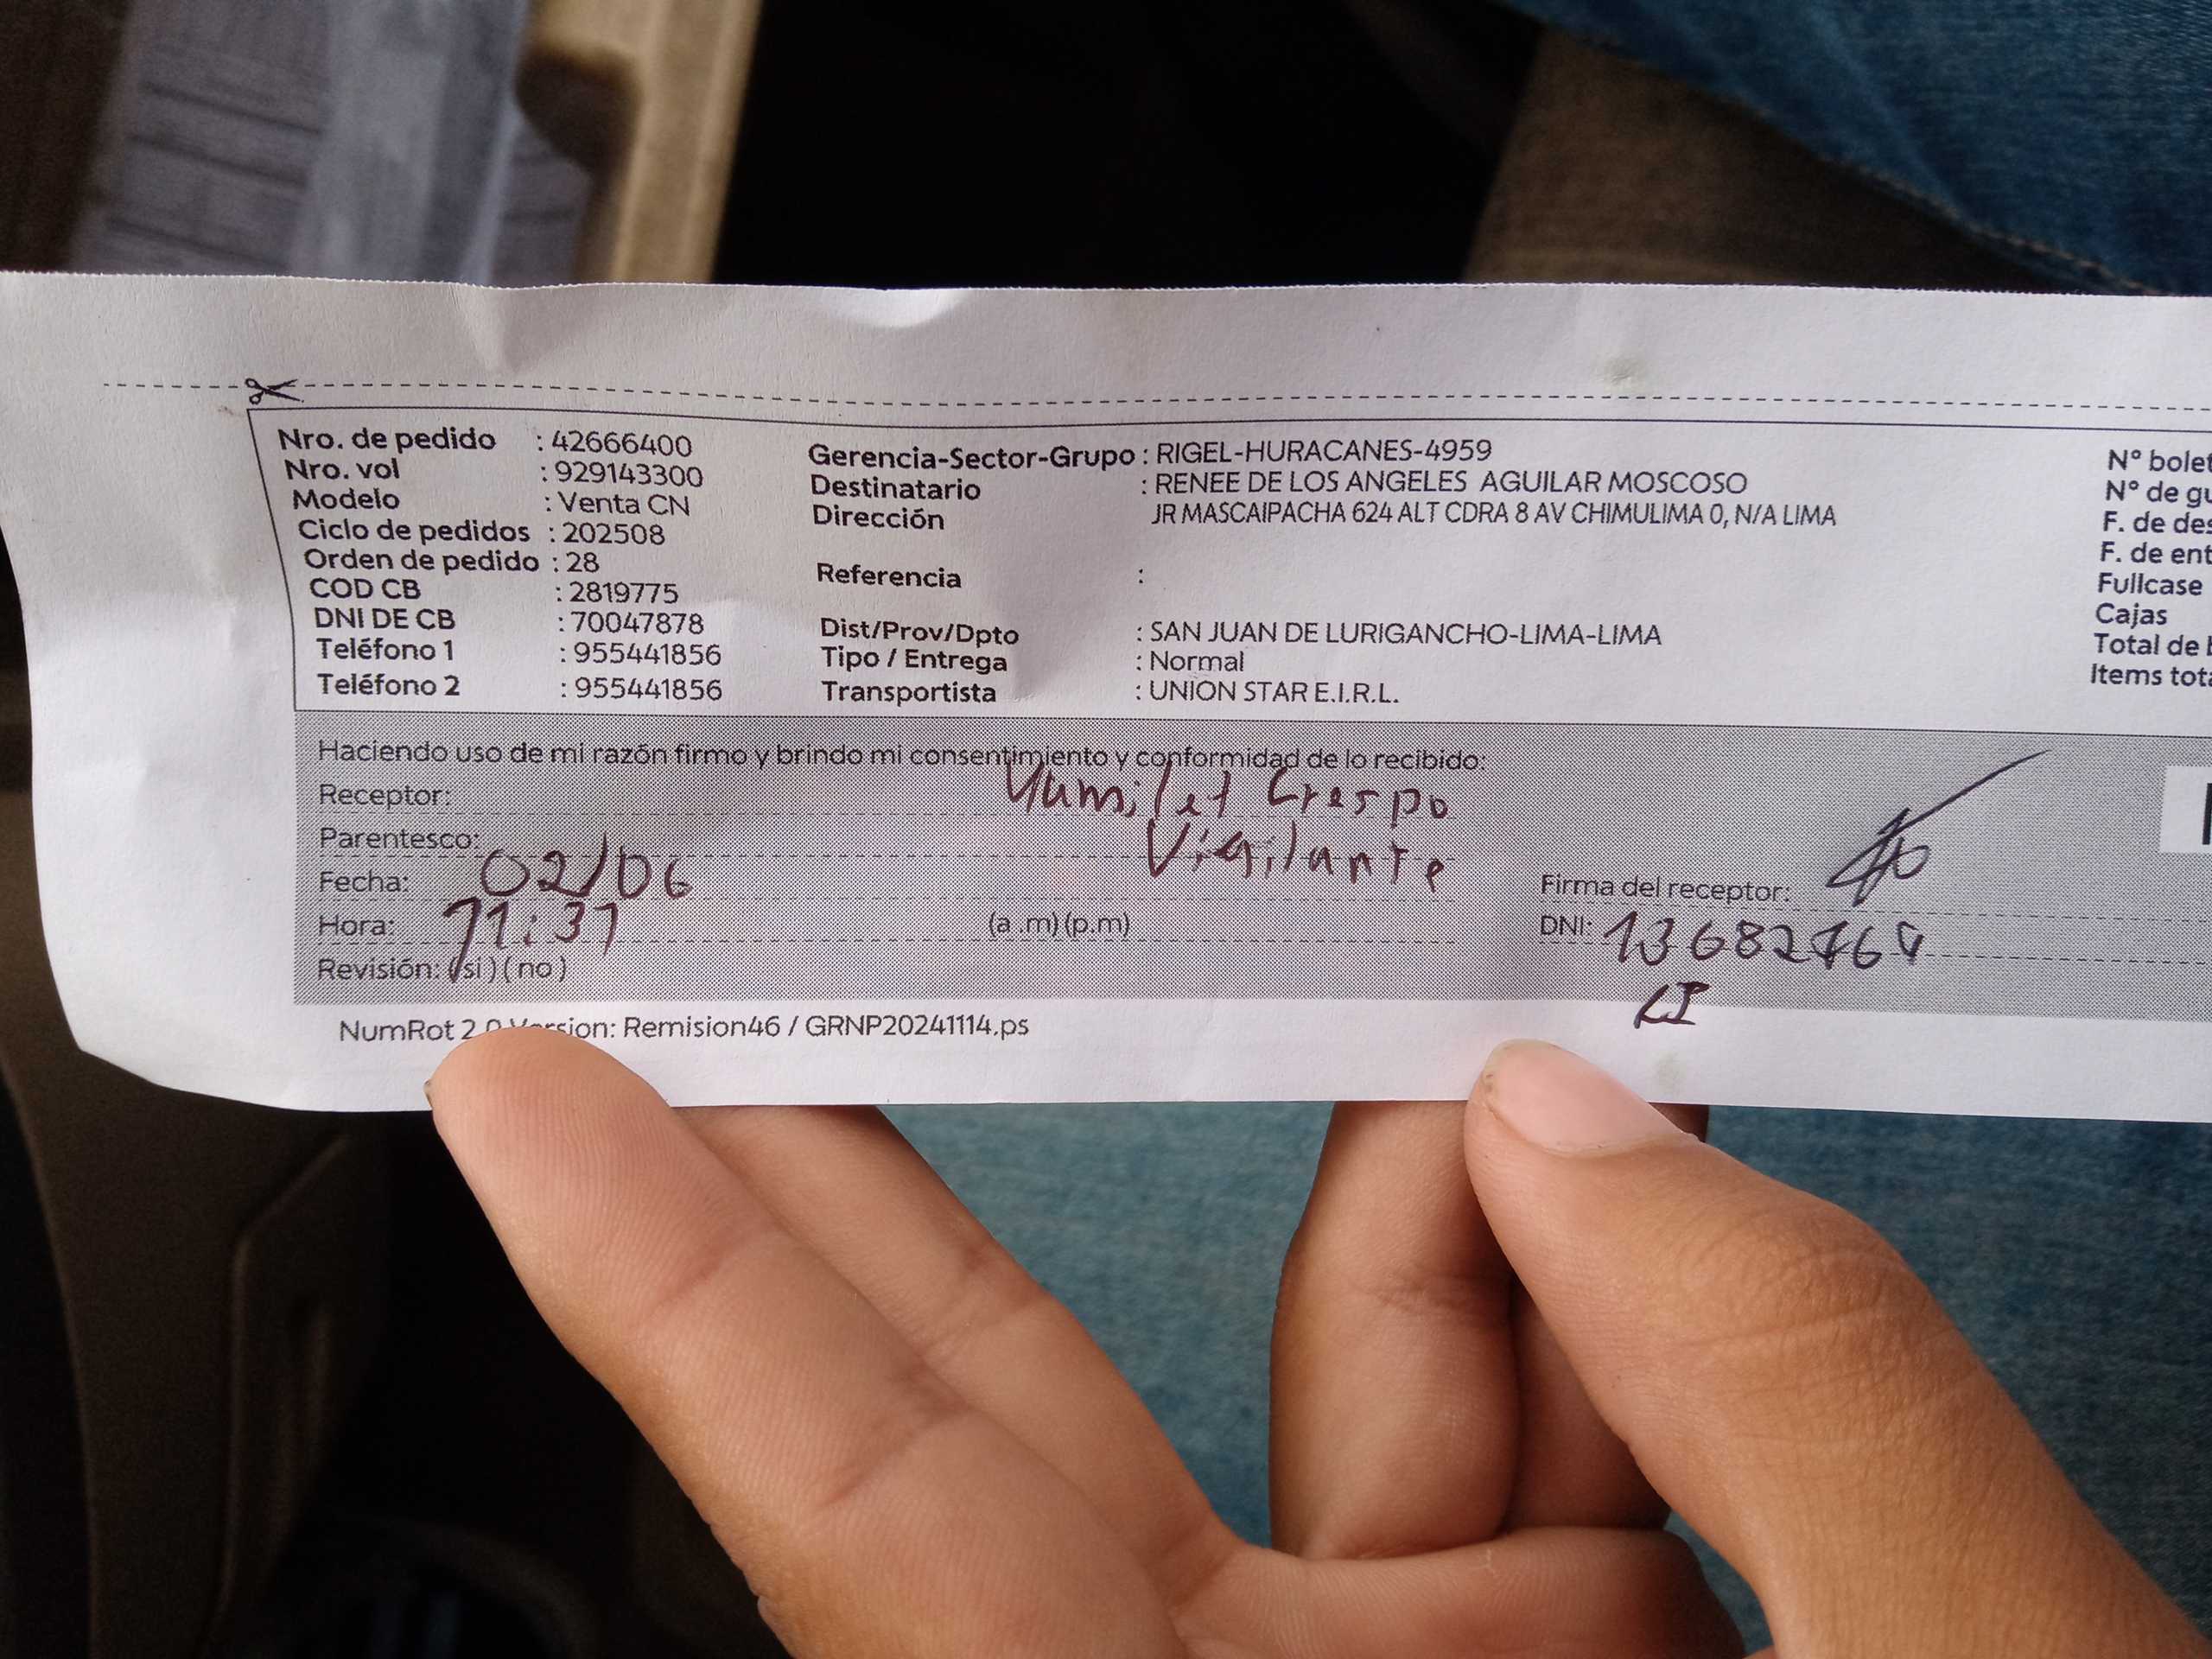 Nro. de pedido : 42666400
Nro. vol : 929143300
Modelo : Venta CN
Ciclo de pedidos : 202508
Orden de pedido : 28
COD CB : 2819775
DNI DE CB : 70047878
Teléfono 1 : 955441856
Teléfono 2 : 955441856
Gerencia-Sector-Grupo : RIGEL-HURACANES-4959
Destinatario : RENEE DE LOS ANGELES AGUILAR MOSCOSO
Dirección JR MASCAIPACHA 624 ALT CDRA 8 AV CHIMULIMA 0, N/A LIMA
Referencia :
Dist/Prov/Dpto : SAN JUAN DE LURIGANCHO-LIMA-LIMA
Tipo / Entrega : Normal
Transportista : UNION STAR E.I.R.L.
Nº bolet
Nº de gu
F. de des
F. de ent
Fullcase
Cajas
Total de
Items tota
Haciendo uso de mi razón firmo y brindo mi consentimiento y conformidad de lo recibido:
Receptor: Yumilet Crespo
Parentesco: Vigilante
Fecha: 02/06
Hora: 11:37 (a .m) (p.m)
Revisión: (si) (no)
Firma del receptor:
DNI:
NumRot 2.0 Version: Remision46 / GRNP20241114.ps